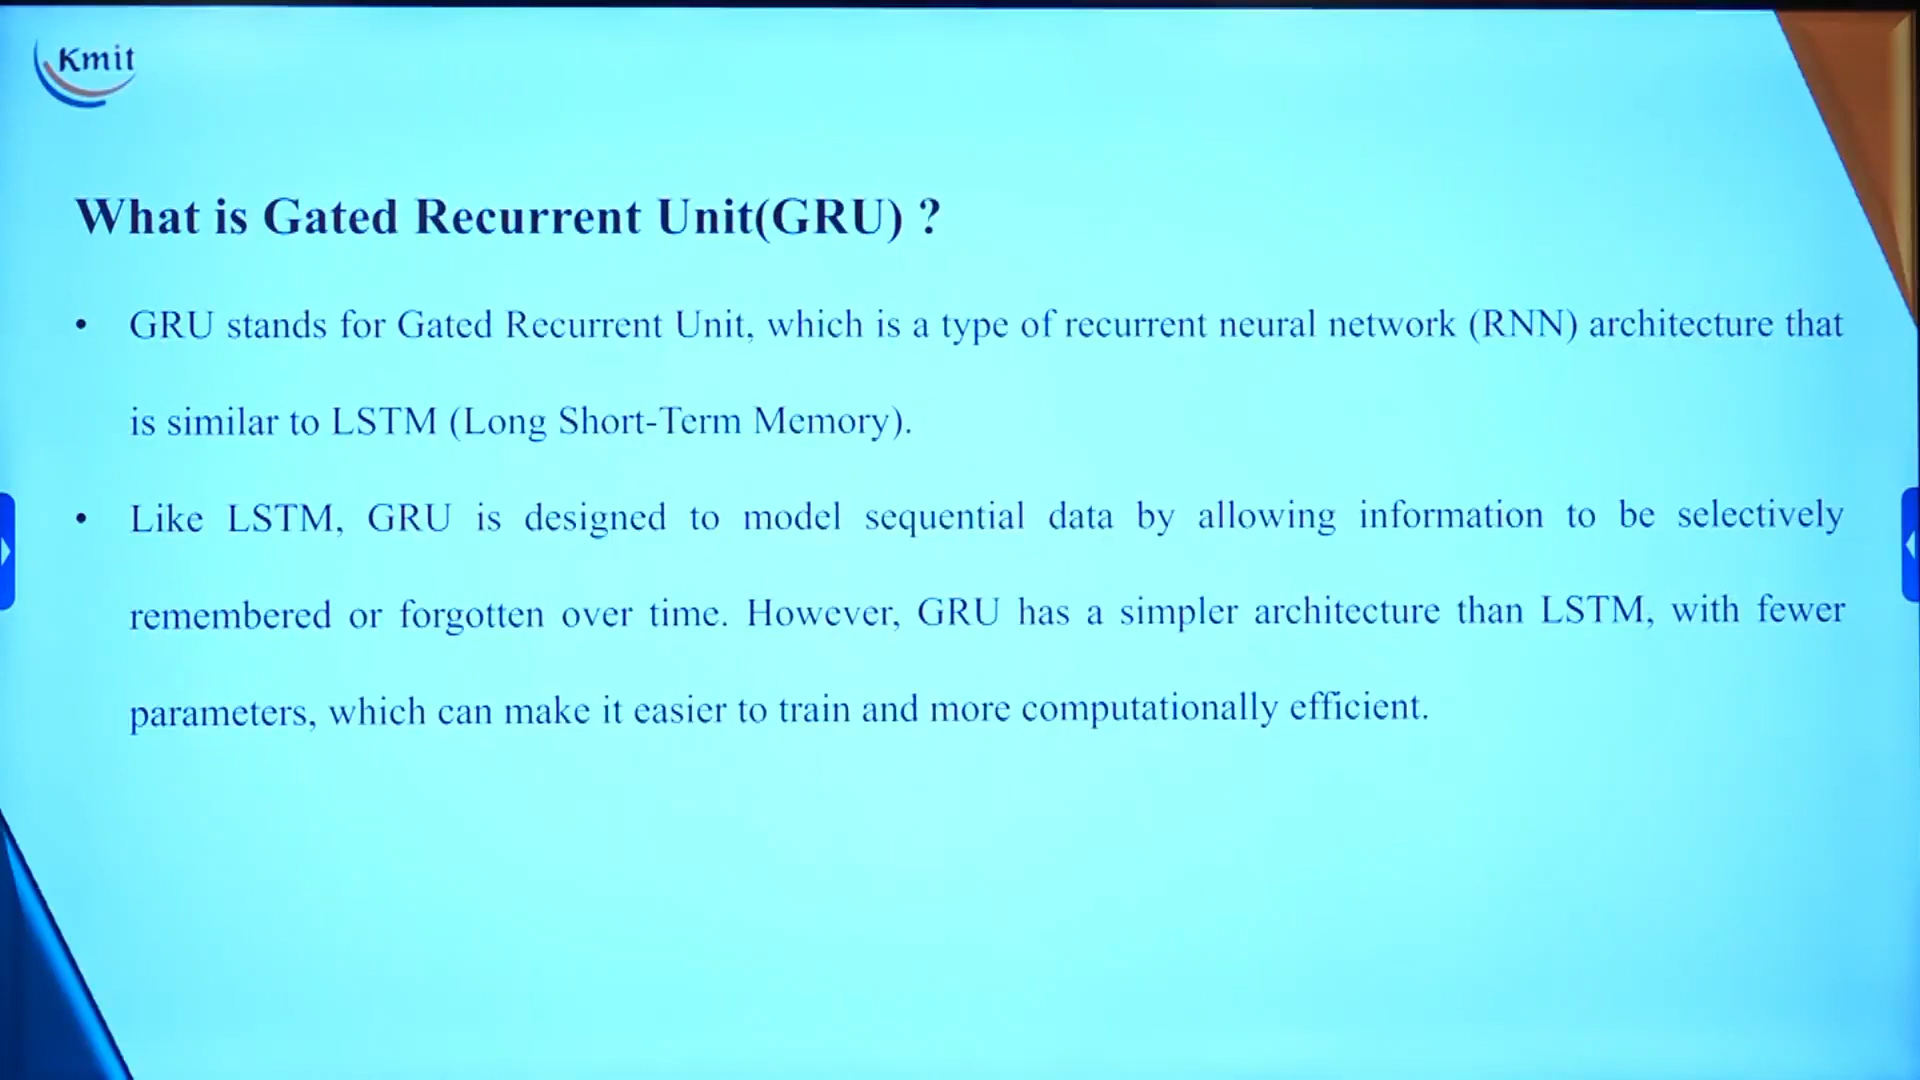 Kmit
What is Gated Recurrent Unit(GRU) ?
• GRU stands for Gated Recurrent Unit, which is a type of recurrent neural network (RNN) architecture that
is similar to LSTM (Long Short-Term Memory).
• Like LSTM, GRU is designed to model sequential data by allowing information to be selectively
remembered or forgotten over time. However, GRU has a simpler architecture than LSTM, with fewer
parameters, which can make it easier to train and more computationally efficient.